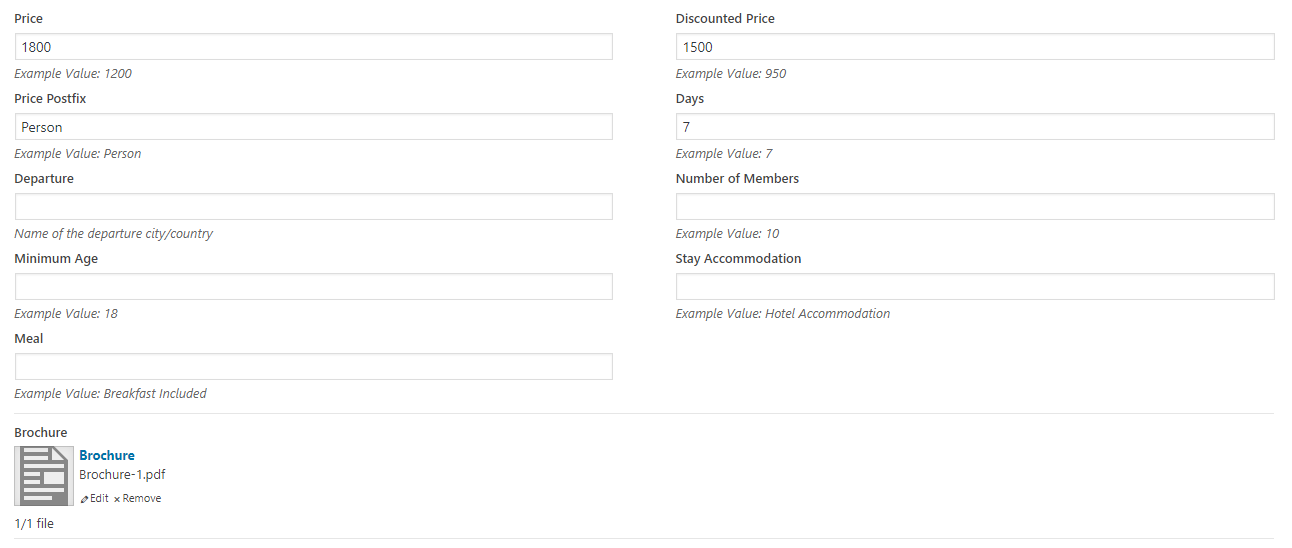 Price
Discounted Price
1800
1500
Example Value: 1200
Example Value: 950
Price Postfix
Days
Person
7
Example Value: Person
Example Value: 7
Departure
Number of Members
Name of the departure city/country
Example Value: 10
Minimum Age
Stay Accommodation
Example Value: 18
Example Value: Hotel Accommodation
Meal
Example Value: Breakfast Included
Brochure
Brochure
Brochure-1.pdf
Edit × Remove
1/1 file